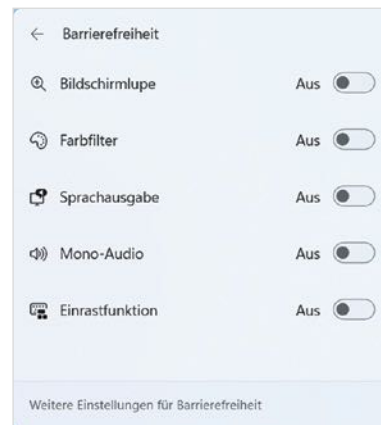 Barrierefreiheit
Bildschirmlupe Aus
Farbfilter Aus
Sprachausgabe Aus
Mono-Audio Aus
Einrastfunktion Aus
Weitere Einstellungen für Barrierefreiheit